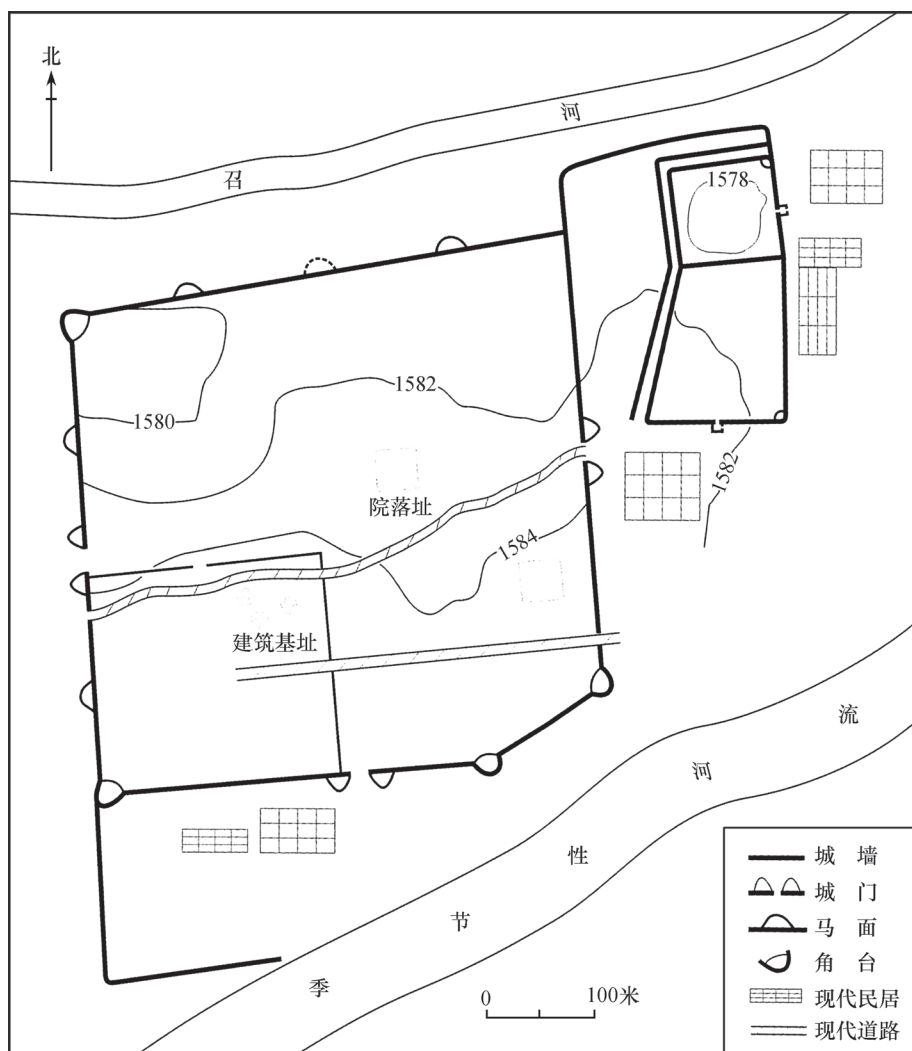 北
召 河
1578
1582
1580
1582
院落址
1584
建筑基址
季 节 性 河 流
0 100米
城 墙
城 门
马 面
角 台
现代民居
现代道路